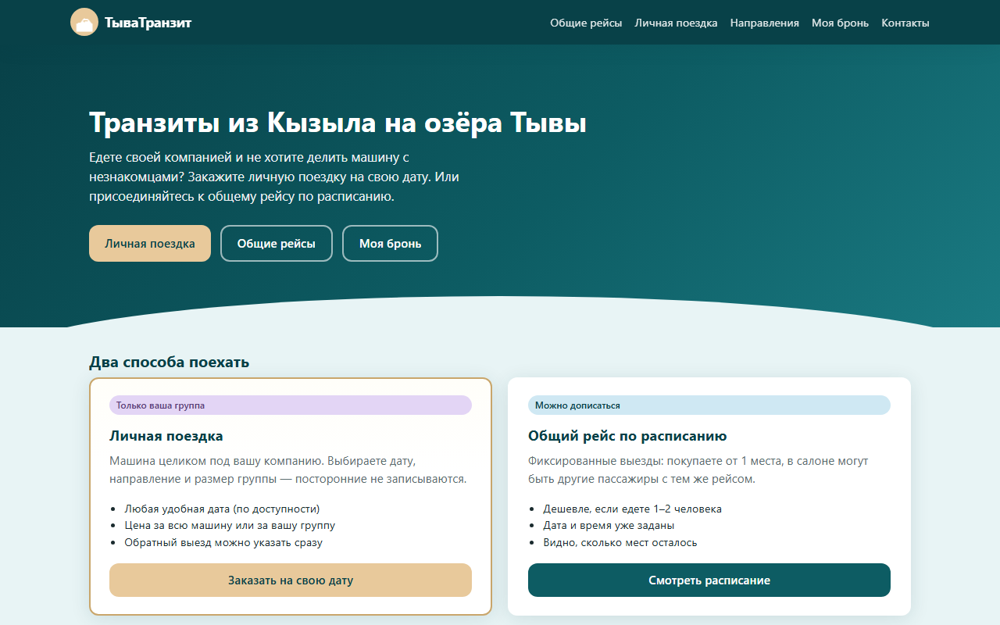 ТываТранзит
Общие рейсы Личная поездка Направления Моя бронь Контакты
Транзиты из Кызыла на озёра Тывы
Едете своей компанией и не хотите делить машину с
незнакомцами? Закажите личную поездку на свою дату. Или
присоединяйтесь к общему рейсу по расписанию.
Личная поездка Общие рейсы Моя бронь
Два способа поехать
Только ваша группа
Личная поездка
Машина целиком под вашу компанию. Выбираете дату,
направление и размер группы — посторонние не записываются.
• Любая удобная дата (по доступности)
• Цена за всю машину или за вашу группу
• Обратный выезд можно указать сразу
Заказать на свою дату
Можно дописаться
Общий рейс по расписанию
Фиксированные выезды: покупаете от 1 места, в салоне могут
быть другие пассажиры с тем же рейсом.
• Дешевле, если едете 1–2 человека
• Дата и время уже заданы
• Видно, сколько мест осталось
Смотреть расписание